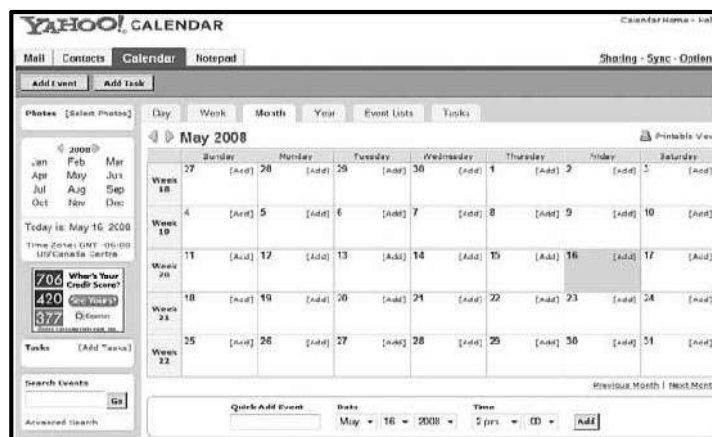 YAHOO! CALENDAR
Calendar Home - Hel
Mail Contacts Calendar Notepad
Sharing - Sync - Option
Add Event Add Task
Photos [Select Photos]
Day Week Month Year Event Lists Tasks
May 2008
Printable View
2008
Jan Feb Mar
Apr May Jun
Jul Aug Sep
Oct Nov Dec
Today is: May 16 2008
Time Zone: GMT -06:00
US/Canada Centra
706 What's Your
Credit Score?
420 See Yours!
377 Experian
Tasks [Add Tasks]
Search Events
Go
Advanced Search
Sunday Monday Tuesday Wednesday Thursday Friday Saturday
Week 18
27 [Add] 28 [Add] 29 [Add] 30 [Add] 1 [Add] 2 [Add] 3 [Add]
Week 19
4 [Add] 5 [Add] 6 [Add] 7 [Add] 8 [Add] 9 [Add] 10 [Add]
Week 20
11 [Add] 12 [Add] 13 [Add] 14 [Add] 15 [Add] 16 [Add] 17 [Add]
Week 21
18 [Add] 19 [Add] 20 [Add] 21 [Add] 22 [Add] 23 [Add] 24 [Add]
Week 22
25 [Add] 26 [Add] 27 [Add] 28 [Add] 29 [Add] 30 [Add] 31 [Add]
Previous Month | Next Mont
Quick Add Event Date Time
May 16 2008 :00 Add